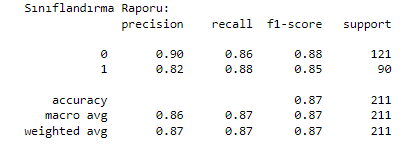 Sınıflandırma Raporu:
precision recall f1-score support
0 0.90 0.86 0.88 121
1 0.82 0.88 0.85 90
accuracy 0.87 211
macro avg 0.86 0.87 0.87 211
weighted avg 0.87 0.87 0.87 211